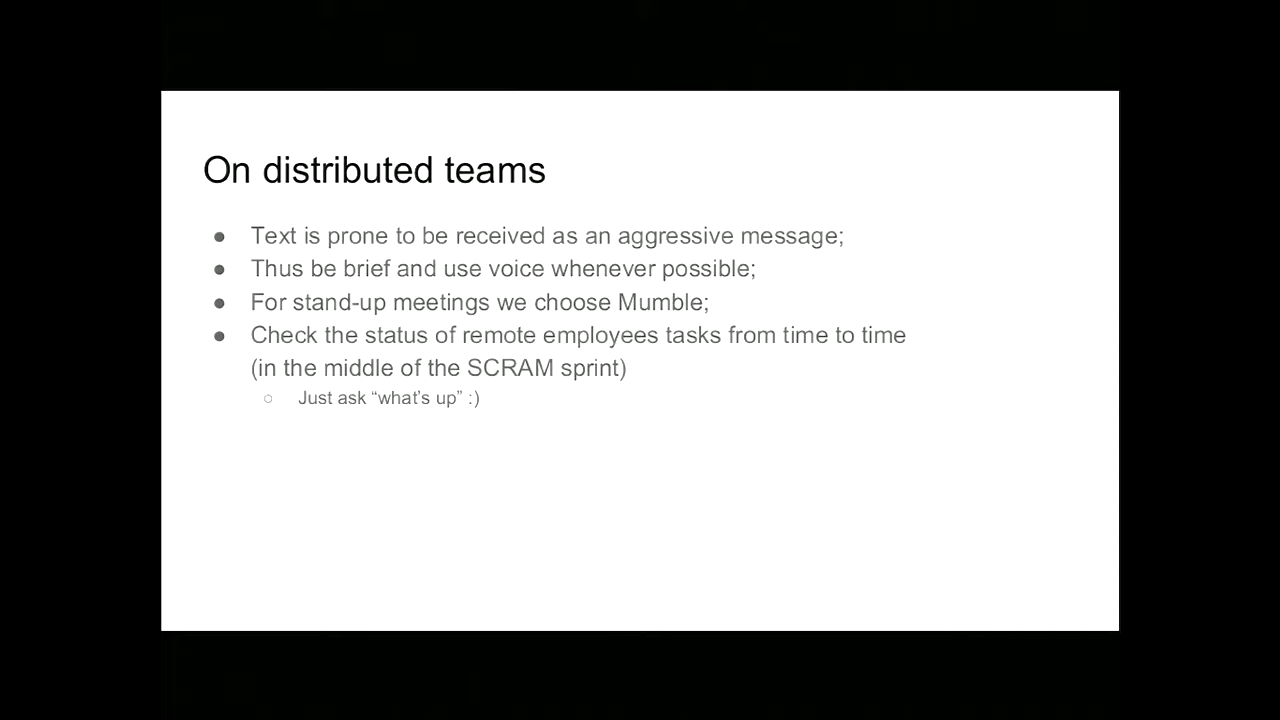 On distributed teams
● Text is prone to be received as an aggressive message;
● Thus be brief and use voice whenever possible;
● For stand-up meetings we choose Mumble;
● Check the status of remote employees tasks from time to time
(in the middle of the SCRAM sprint)
○ Just ask “what’s up” :)